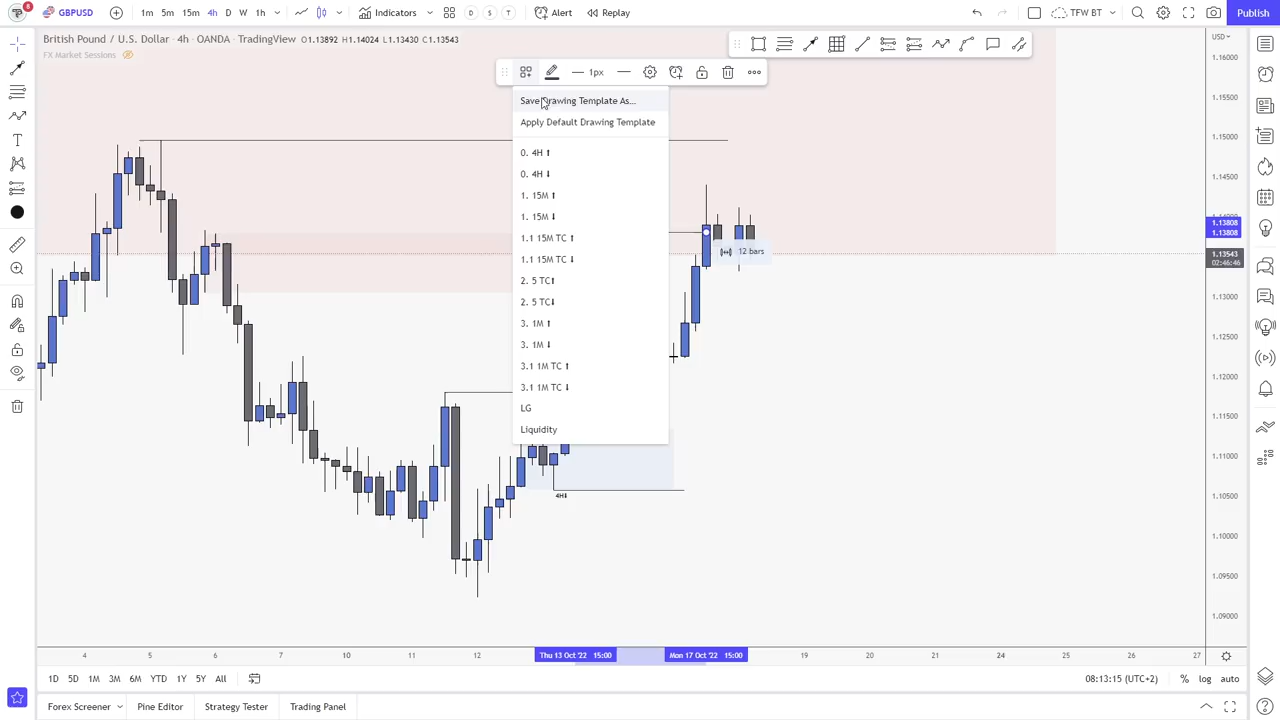 8
GBPUSD
1m 5m 15m 4h D W 1h
Indicators
D S T
Alert
Replay
TFW BT
Publish
British Pound / U.S. Dollar · 4h · OANDA · TradingView O1.13892 H1.14024 L1.13430 C1.13543
USD
FX Market Sessions
1px
Save Drawing Template As...
Apply Default Drawing Template
0. 4H ⬆
0. 4H ⬇
1. 15M ⬆
1. 15M ⬇
1.1 15M TC ⬆
1.1 15M TC ⬇
2. 5 TC⬆
2. 5 TC⬇
3. 1M ⬆
3. 1M ⬇
3.1 1M TC ⬆
3.1 1M TC ⬇
LG
Liquidity
12 bars
4H⬇
1.16000
1.15500
1.15000
1.14500
1.13808
1.13808
1.13543
02:46:46
1.13000
1.12500
1.12000
1.11500
1.11000
1.10500
1.10000
1.09500
1.09000
4 5 6 7 10 11 12 Thu 13 Oct '22 15:00 Mon 17 Oct '22 15:00 19 20 21 24 25 26 27
1D 5D 1M 3M 6M YTD 1Y 5Y All
08:13:15 (UTC+2)
% log auto
Forex Screener
Pine Editor
Strategy Tester
Trading Panel